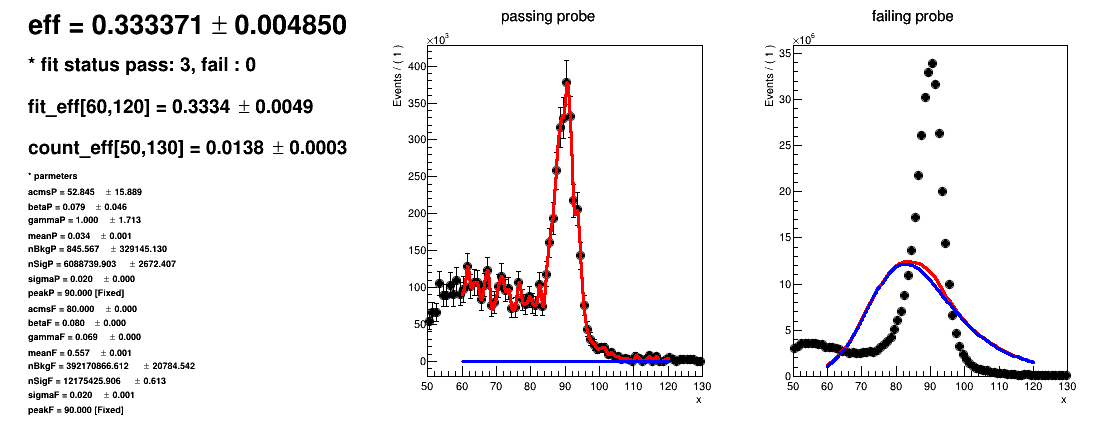 eff = 0.333371 ± 0.004850
* fit status pass: 3, fail : 0
fit_eff[60,120] = 0.3334 ± 0.0049
count_eff[50,130] = 0.0138 ± 0.0003
* parmeters
acmsP = 52.845 ± 15.889
betaP = 0.079 ± 0.046
gammaP = 1.000 ± 1.713
meanP = 0.034 ± 0.001
nBkgP = 845.567 ± 329145.130
nSigP = 6088739.903 ± 2672.407
sigmaP = 0.020 ± 0.000
peakP = 90.000 [Fixed]
acmsF = 80.000 ± 0.000
betaF = 0.080 ± 0.000
gammaF = 0.069 ± 0.000
meanF = 0.557 ± 0.001
nBkgF = 392170866.612 ± 20784.542
nSigF = 12175425.906 ± 0.613
sigmaF = 0.020 ± 0.001
peakF = 90.000 [Fixed]
passing probe
×10³
Events / ( 1 )
400
350
300
250
200
150
100
50
0
50 60 70 80 90 100 110 120 130
x
failing probe
×10⁶
Events / ( 1 )
35
30
25
20
15
10
5
0
50 60 70 80 90 100 110 120 130
x